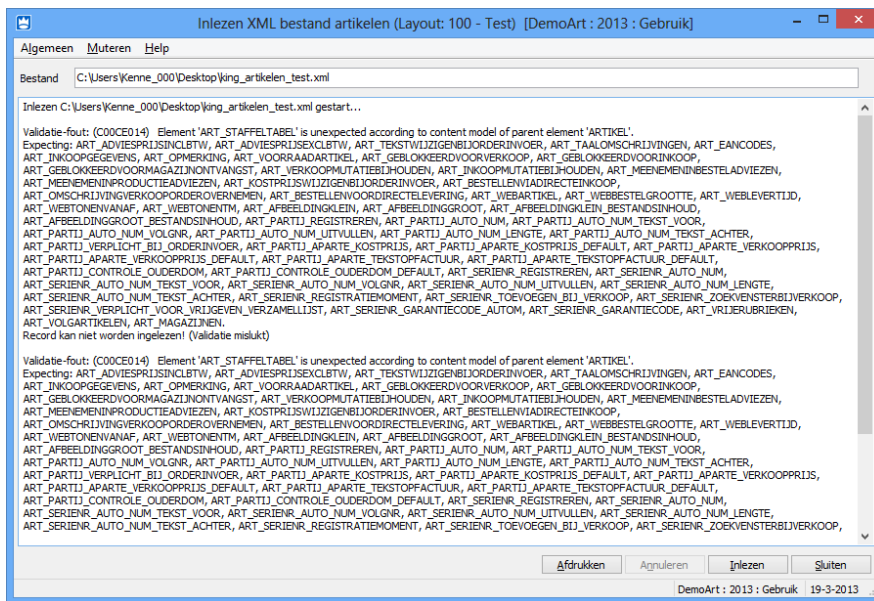 Inlezen XML bestand artikelen (Layout: 100 - Test) [DemoArt : 2013 : Gebruik]
Algemeen Muteren Help
Bestand C:\Users\Kenne_000\Desktop\king_artikelen_test.xml
Inlezen C:\Users\Kenne_000\Desktop\king_artikelen_test.xml gestart...
Validatie-fout: (C00CE014) Element 'ART_STAFFELTABEL' is unexpected according to content model of parent element 'ARTIKEL'.
Expecting: ART_ADVIESPRIJSINCLBTW, ART_ADVIESPRIJSEXCLBTW, ART_TEKSTWIJZIGENBIJORDERINVOER, ART_TAALOMSCHRIJVINGEN, ART_EANCODES,
ART_INKOOPGEGEVENS, ART_OPMERKING, ART_VOORRAADARTIKEL, ART_GEBLOKKEERDVOORVERKOOP, ART_GEBLOKKEERDVOORINKOOP,
ART_GEBLOKKEERDVOORMAGAZIJNONTVANGST, ART_VERKOOPMUTATIEBIJHOUDEN, ART_INKOOPMUTATIEBIJHOUDEN, ART_MEENEMENINBESTELADVIEZEN,
ART_MEENEMENINPRODUCTIEADVIEZEN, ART_KOSTPRIJSWIJZIGENBIJORDERINVOER, ART_BESTELLENVIADIRECTEINKOOP,
ART_OMSCHRIJVINGVERKOOPORDEROVERNEMEN, ART_BESTELLENVOORDIRECTELEVERING, ART_WEBARTIKEL, ART_WEBBESTELGROOTTE, ART_WEBLEVERTIJD,
ART_WEBTONENVANAF, ART_WEBTONENTM, ART_AFBEELDINGKLEIN, ART_AFBEELDINGGROOT, ART_AFBEELDINGKLEIN_BESTANDSINHOUD,
ART_AFBEELDINGGROOT_BESTANDSINHOUD, ART_PARTIJ_REGISTREREN, ART_PARTIJ_AUTO_NUM, ART_PARTIJ_AUTO_NUM_TEKST_VOOR,
ART_PARTIJ_AUTO_NUM_VOLGNR, ART_PARTIJ_AUTO_NUM_UITVULLEN, ART_PARTIJ_AUTO_NUM_LENGTE, ART_PARTIJ_AUTO_NUM_TEKST_ACHTER,
ART_PARTIJ_VERPLICHT_BIJ_ORDERINVOER, ART_PARTIJ_APARTE_KOSTPRIJS, ART_PARTIJ_APARTE_KOSTPRIJS_DEFAULT, ART_PARTIJ_APARTE_VERKOOPPRIJS,
ART_PARTIJ_APARTE_VERKOOPPRIJS_DEFAULT, ART_PARTIJ_APARTE_TEKSTOPFACTUUR, ART_PARTIJ_APARTE_TEKSTOPFACTUUR_DEFAULT,
ART_PARTIJ_CONTROLE_OUDERDOM, ART_PARTIJ_CONTROLE_OUDERDOM_DEFAULT, ART_SERIENR_REGISTREREN, ART_SERIENR_AUTO_NUM,
ART_SERIENR_AUTO_NUM_TEKST_VOOR, ART_SERIENR_AUTO_NUM_VOLGNR, ART_SERIENR_AUTO_NUM_UITVULLEN, ART_SERIENR_AUTO_NUM_LENGTE,
ART_SERIENR_AUTO_NUM_TEKST_ACHTER, ART_SERIENR_REGISTRATIEMOMENT, ART_SERIENR_TOEVOEGEN_BIJ_VERKOOP, ART_SERIENR_ZOEKVENSTERBIJVERKOOP,
ART_SERIENR_VERPLICHT_VOOR_VRIJGEVEN_VERZAMELLIJST, ART_SERIENR_GARANTIECODE_AUTOM, ART_SERIENR_GARANTIECODE, ART_VRIJERUBRIEKEN,
ART_VOLGARTIKELEN, ART_MAGAZIJNEN.
Record kan niet worden ingelezen! (Validatie mislukt)
Validatie-fout: (C00CE014) Element 'ART_STAFFELTABEL' is unexpected according to content model of parent element 'ARTIKEL'.
Expecting: ART_ADVIESPRIJSINCLBTW, ART_ADVIESPRIJSEXCLBTW, ART_TEKSTWIJZIGENBIJORDERINVOER, ART_TAALOMSCHRIJVINGEN, ART_EANCODES,
ART_INKOOPGEGEVENS, ART_OPMERKING, ART_VOORRAADARTIKEL, ART_GEBLOKKEERDVOORVERKOOP, ART_GEBLOKKEERDVOORINKOOP,
ART_GEBLOKKEERDVOORMAGAZIJNONTVANGST, ART_VERKOOPMUTATIEBIJHOUDEN, ART_INKOOPMUTATIEBIJHOUDEN, ART_MEENEMENINBESTELADVIEZEN,
ART_MEENEMENINPRODUCTIEADVIEZEN, ART_KOSTPRIJSWIJZIGENBIJORDERINVOER, ART_BESTELLENVIADIRECTEINKOOP,
ART_OMSCHRIJVINGVERKOOPORDEROVERNEMEN, ART_BESTELLENVOORDIRECTELEVERING, ART_WEBARTIKEL, ART_WEBBESTELGROOTTE, ART_WEBLEVERTIJD,
ART_WEBTONENVANAF, ART_WEBTONENTM, ART_AFBEELDINGKLEIN, ART_AFBEELDINGGROOT, ART_AFBEELDINGKLEIN_BESTANDSINHOUD,
ART_AFBEELDINGGROOT_BESTANDSINHOUD, ART_PARTIJ_REGISTREREN, ART_PARTIJ_AUTO_NUM, ART_PARTIJ_AUTO_NUM_TEKST_VOOR,
ART_PARTIJ_AUTO_NUM_VOLGNR, ART_PARTIJ_AUTO_NUM_UITVULLEN, ART_PARTIJ_AUTO_NUM_LENGTE, ART_PARTIJ_AUTO_NUM_TEKST_ACHTER,
ART_PARTIJ_VERPLICHT_BIJ_ORDERINVOER, ART_PARTIJ_APARTE_KOSTPRIJS, ART_PARTIJ_APARTE_KOSTPRIJS_DEFAULT, ART_PARTIJ_APARTE_VERKOOPPRIJS,
ART_PARTIJ_APARTE_VERKOOPPRIJS_DEFAULT, ART_PARTIJ_APARTE_TEKSTOPFACTUUR, ART_PARTIJ_APARTE_TEKSTOPFACTUUR_DEFAULT,
ART_PARTIJ_CONTROLE_OUDERDOM, ART_PARTIJ_CONTROLE_OUDERDOM_DEFAULT, ART_SERIENR_REGISTREREN, ART_SERIENR_AUTO_NUM,
ART_SERIENR_AUTO_NUM_TEKST_VOOR, ART_SERIENR_AUTO_NUM_VOLGNR, ART_SERIENR_AUTO_NUM_UITVULLEN, ART_SERIENR_AUTO_NUM_LENGTE,
ART_SERIENR_AUTO_NUM_TEKST_ACHTER, ART_SERIENR_REGISTRATIEMOMENT, ART_SERIENR_TOEVOEGEN_BIJ_VERKOOP, ART_SERIENR_ZOEKVENSTERBIJVERKOOP,
Afdrukken Annuleren Inlezen Sluiten
DemoArt : 2013 : Gebruik 19-3-2013